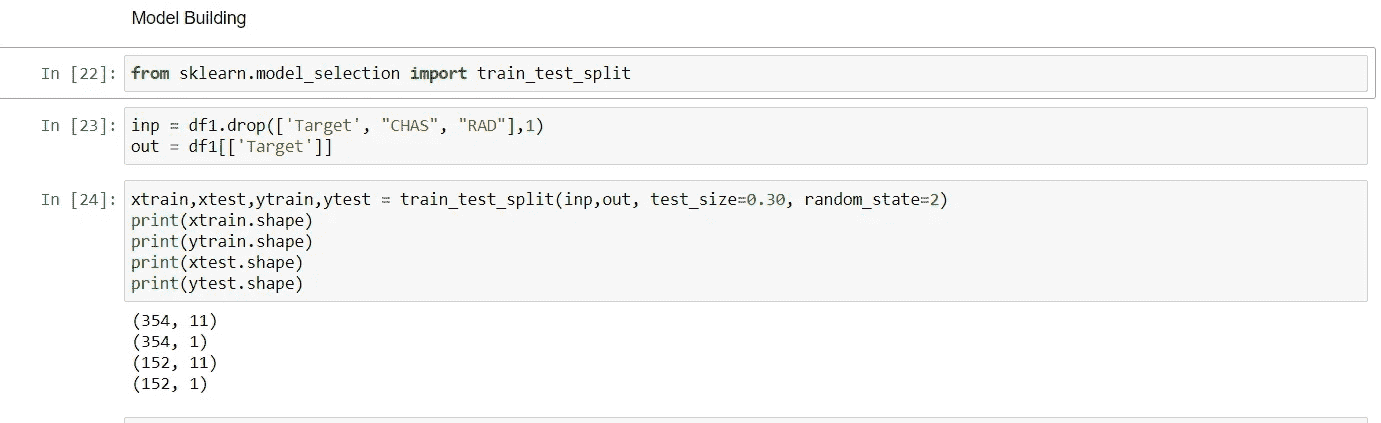 Model Building
In [22]: from sklearn.model_selection import train_test_split
In [23]: inp = df1.drop(['Target', "CHAS", "RAD"],1)
out = df1[['Target']]
In [24]: xtrain,xtest,ytrain,ytest = train_test_split(inp,out, test_size=0.30, random_state=2)
print(xtrain.shape)
print(ytrain.shape)
print(xtest.shape)
print(ytest.shape)
(354, 11)
(354, 1)
(152, 11)
(152, 1)